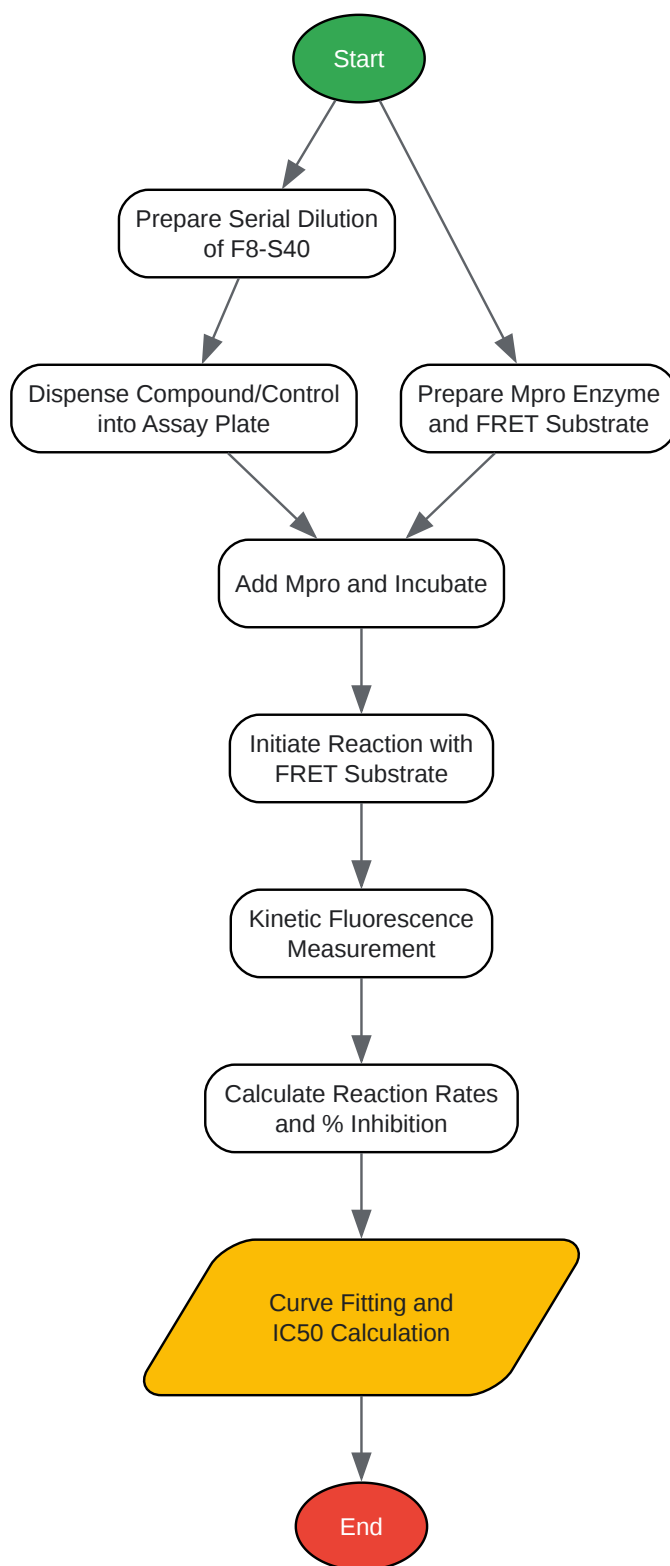 Start
Prepare Serial Dilution
of F8-S40
Dispense Compound/Control
into Assay Plate
Prepare Mpro Enzyme
and FRET Substrate
Add Mpro and Incubate
Initiate Reaction with
FRET Substrate
Kinetic Fluorescence
Measurement
Calculate Reaction Rates
and % Inhibition
Curve Fitting and
IC50 Calculation
End